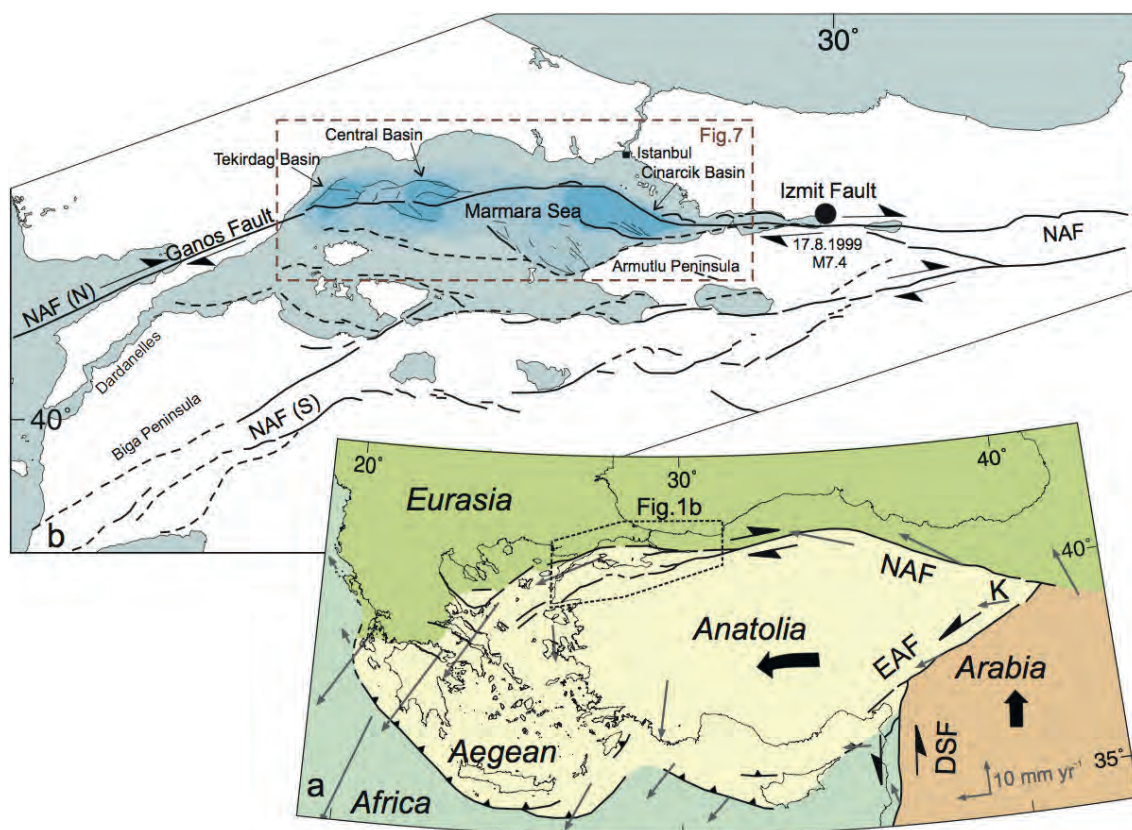 30°
Central Basin
Fig.7
Tekirdag Basin
Istanbul
Cinarcik Basin
Izmit Fault
Marmara Sea
Ganos Fault
NAF
17.8.1999
M7.4
Armutlu Peninsula
NAF (N)
Dardanelles
40°
Biga Peninsula
NAF (S)
b
20°
30°
40°
Eurasia
Fig.1b
40°
NAF
K
Anatolia
EAF
Arabia
Aegean
DSF
35°
a
10 mm yr⁻¹
Africa